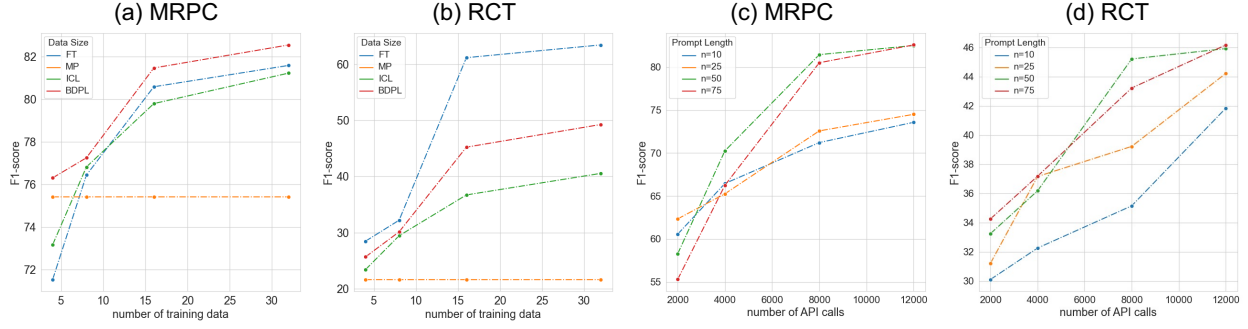 (a) MRPC
Data Size
FT
MP
ICL
BDPL
F1-score
82
80
78
76
74
72
5
10
15
20
25
30
number of training data
(b) RCT
Data Size
FT
MP
ICL
BDPL
F1-score
60
50
40
30
20
5
10
15
20
25
30
number of training data
(c) MRPC
Prompt Length
n=10
n=25
n=50
n=75
F1-score
80
75
70
65
60
55
2000
4000
6000
8000
10000
12000
number of API calls
(d) RCT
Prompt Length
n=10
n=25
n=50
n=75
F1-score
46
44
42
40
38
36
34
32
30
2000
4000
6000
8000
10000
12000
number of API calls